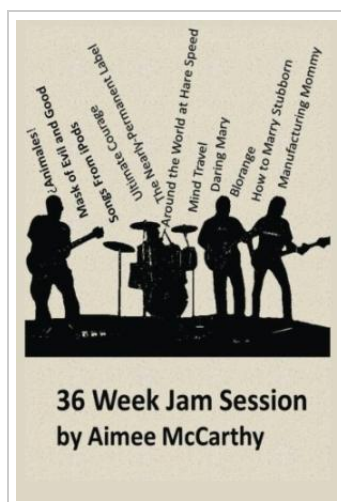 ¿Animales!
Mask of Evil and Good
Songs From iPods
Ultimate Courage
The Nearly-Permanent Label
Around the World at Hare Speed
Mind Travel
Daring Mary
Biorange
How to Marry Stubborn
Manufacturing Mommy
36 Week Jam Session
by Aimee McCarthy